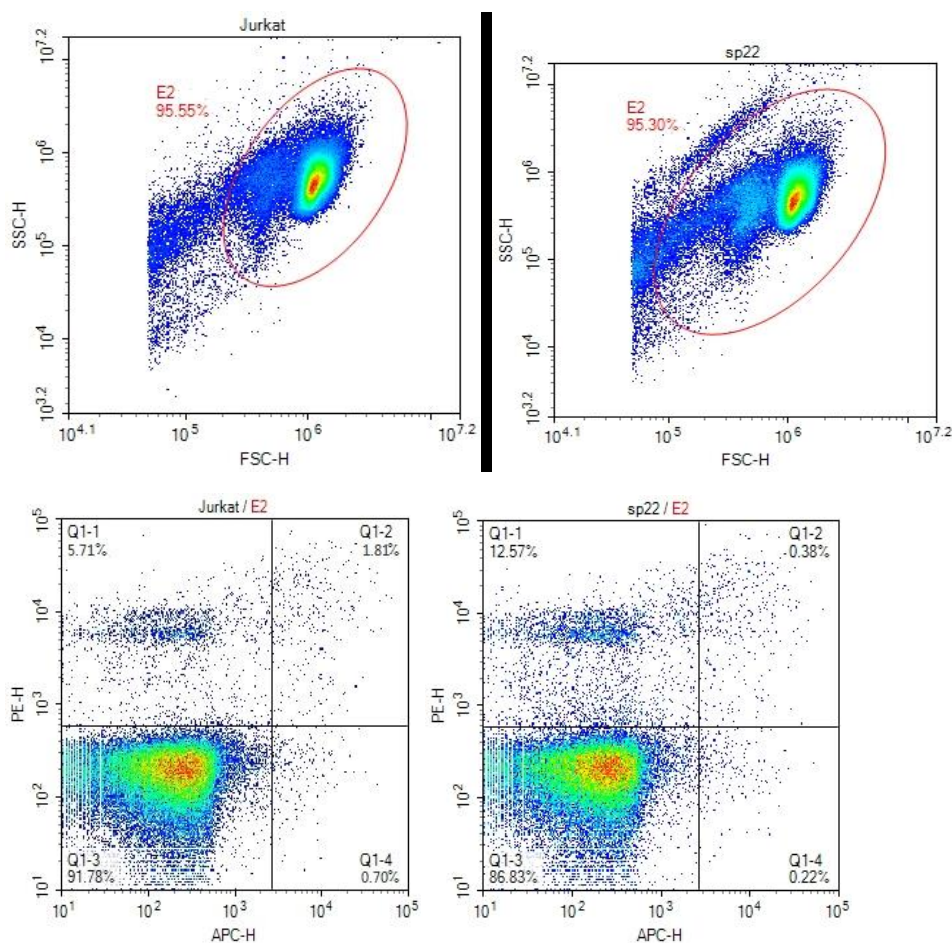 Jurkat
E2
95.55%
10^7.2
10^6
10^5
10^4
10^3.2
SSC-H
10^4.1
10^5
10^6
10^7.2
FSC-H
sp22
E2
95.30%
10^7.2
10^6
10^5
10^4
10^3.2
SSC-H
10^4.1
10^5
10^6
10^7.2
FSC-H
Jurkat / E2
Q1-1
5.71%
Q1-2
1.81%
Q1-3
91.78%
Q1-4
0.70%
10^5
10^4
10^3
10^2
10^1
PE-H
10^1
10^2
10^3
10^4
10^5
APC-H
sp22 / E2
Q1-1
12.57%
Q1-2
0.38%
Q1-3
86.83%
Q1-4
0.22%
10^5
10^4
10^3
10^2
10^1
PE-H
10^1
10^2
10^3
10^4
10^5
APC-H